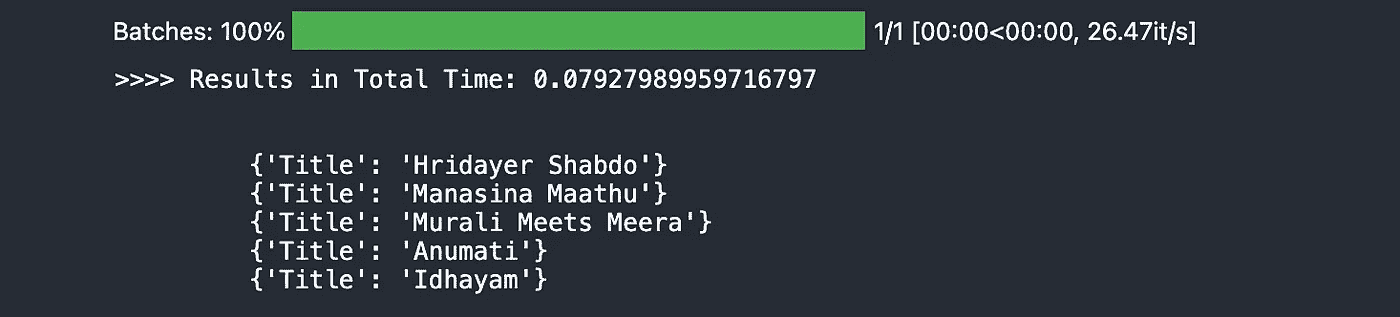 Batches: 100% 1/1 [00:00<00:00, 26.47it/s]
>>>> Results in Total Time: 0.07927989959716797
{'Title': 'Hridayer Shabdo'}
{'Title': 'Manasina Maathu'}
{'Title': 'Murali Meets Meera'}
{'Title': 'Anumati'}
{'Title': 'Idhayam'}